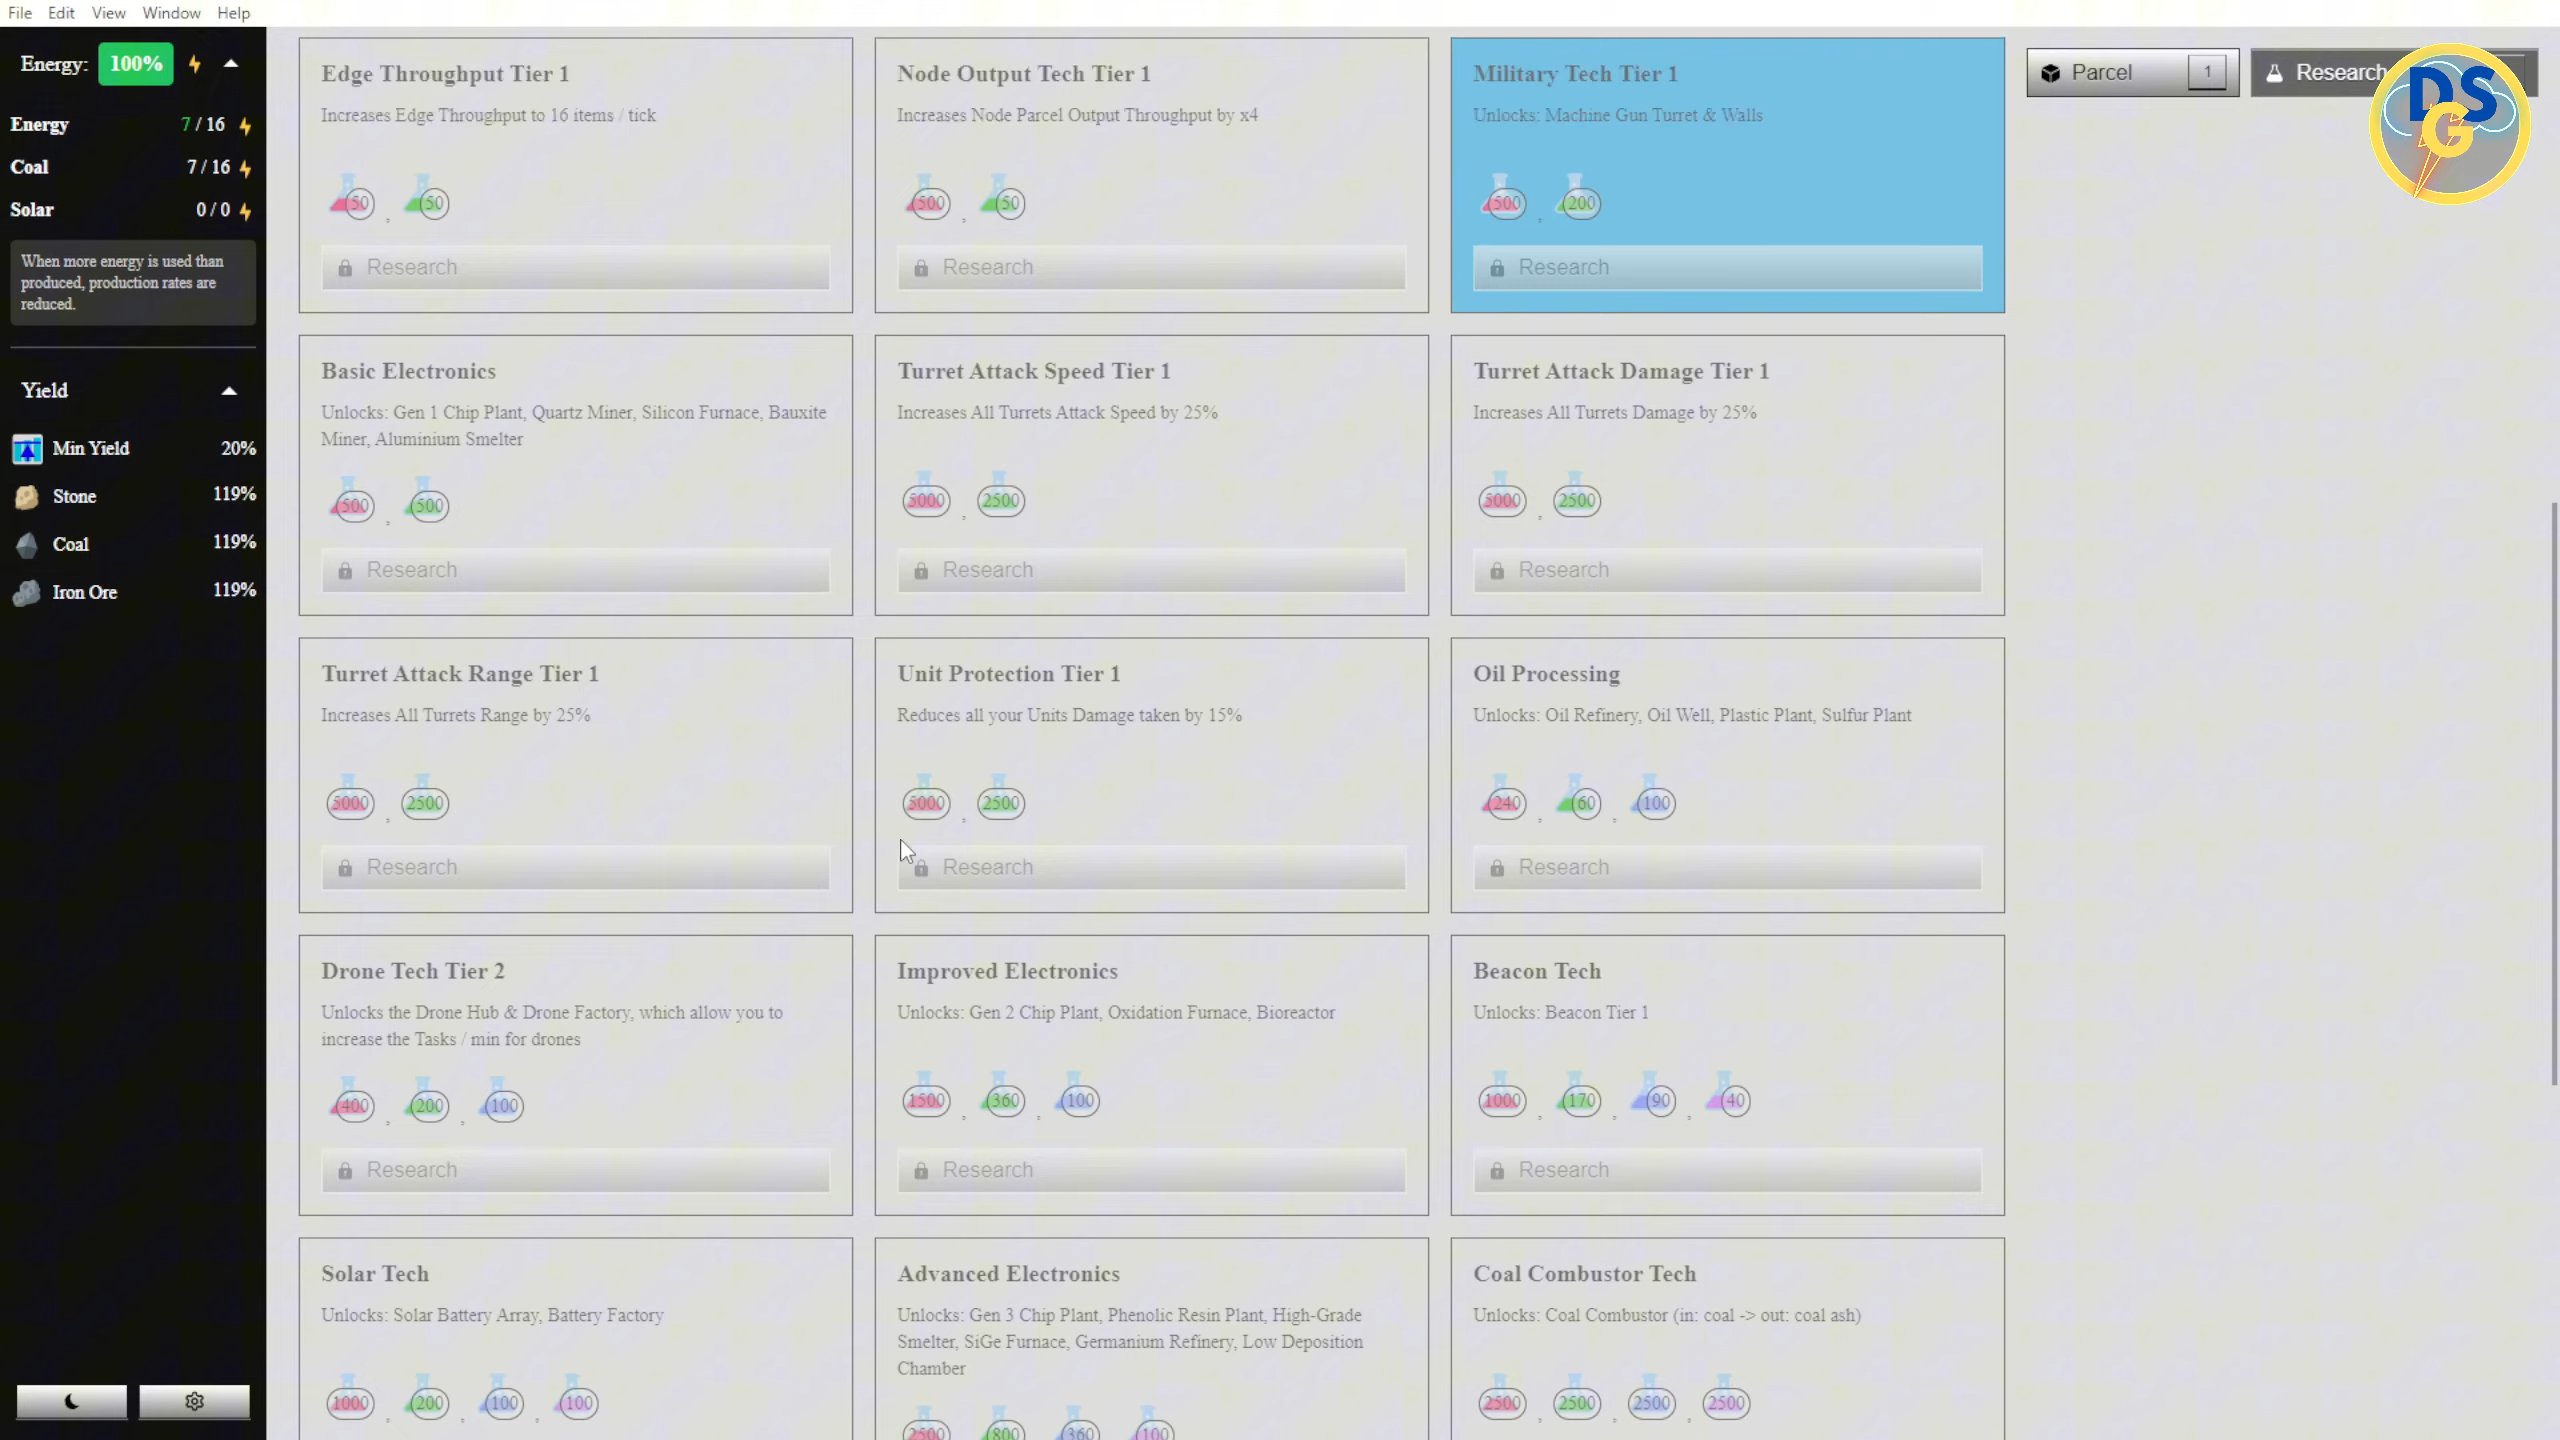 File Edit View Window Help
Energy: 100%
Energy 7 / 16
Coal 7 / 16
Solar 0 / 0
When more energy is used than
produced, production rates are
reduced.
Yield
Min Yield 20%
Stone 119%
Coal 119%
Iron Ore 119%
Edge Throughput Tier 1
Increases Edge Throughput to 16 items / tick
50 , 50
Research
Node Output Tech Tier 1
Increases Node Parcel Output Throughput by x4
500 , 50
Research
Military Tech Tier 1
Unlocks: Machine Gun Turret & Walls
500 , 200
Research
Basic Electronics
Unlocks: Gen 1 Chip Plant, Quartz Miner, Silicon Furnace, Bauxite
Miner, Aluminium Smelter
500 , 500
Research
Turret Attack Speed Tier 1
Increases All Turrets Attack Speed by 25%
5000 , 2500
Research
Turret Attack Damage Tier 1
Increases All Turrets Damage by 25%
5000 , 2500
Research
Turret Attack Range Tier 1
Increases All Turrets Range by 25%
5000 , 2500
Research
Unit Protection Tier 1
Reduces all your Units Damage taken by 15%
5000 , 2500
Research
Oil Processing
Unlocks: Oil Refinery, Oil Well, Plastic Plant, Sulfur Plant
240 , 60 , 100
Research
Drone Tech Tier 2
Unlocks the Drone Hub & Drone Factory, which allow you to
increase the Tasks / min for drones
400 , 200 , 100
Research
Improved Electronics
Unlocks: Gen 2 Chip Plant, Oxidation Furnace, Bioreactor
1500 , 360 , 100
Research
Beacon Tech
Unlocks: Beacon Tier 1
1000 , 170 , 90 , 40
Research
Solar Tech
Unlocks: Solar Battery Array, Battery Factory
1000 , 200 , 100 , 100
Advanced Electronics
Unlocks: Gen 3 Chip Plant, Phenolic Resin Plant, High-Grade
Smelter, SiGe Furnace, Germanium Refinery, Low Deposition
Chamber
2500 , 800 , 360 , 100
Coal Combustor Tech
Unlocks: Coal Combustor (in: coal -> out: coal ash)
2500 , 2500 , 2500 , 2500
Parcel 1
Research
DSG